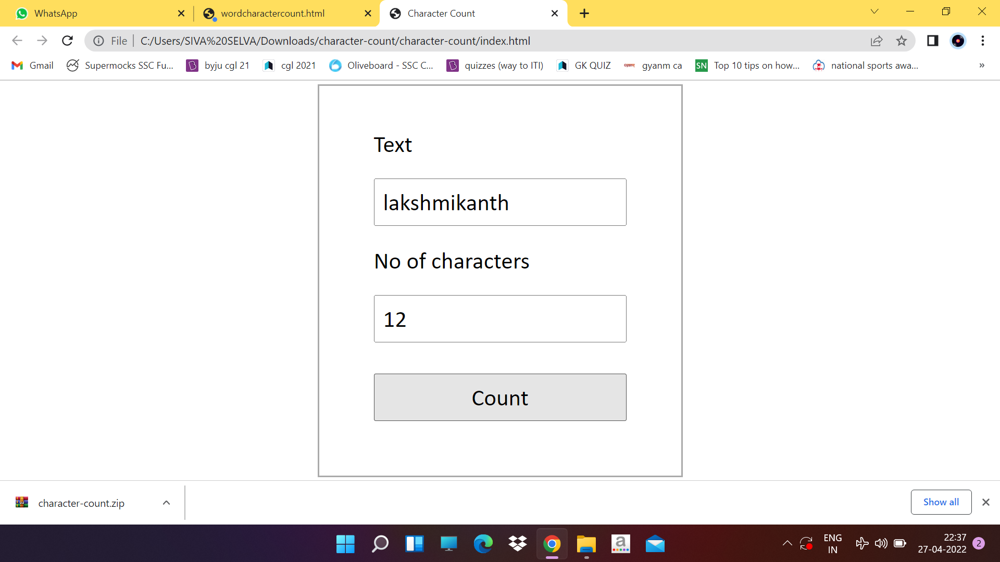 WhatsApp
wordcharactercount.html
Character Count
File
C:/Users/SIVA%20SELVA/Downloads/character-count/character-count/index.html
Gmail
Supermocks SSC Fu...
byju cgl 21
cgl 2021
Oliveboard - SSC C...
quizzes (way to ITI)
GK QUIZ
gyanm ca
SN Top 10 tips on how...
national sports awa...
Text
lakshmikanth
No of characters
12
Count
character-count.zip
Show all
ENG
IN
22:37
27-04-2022
2